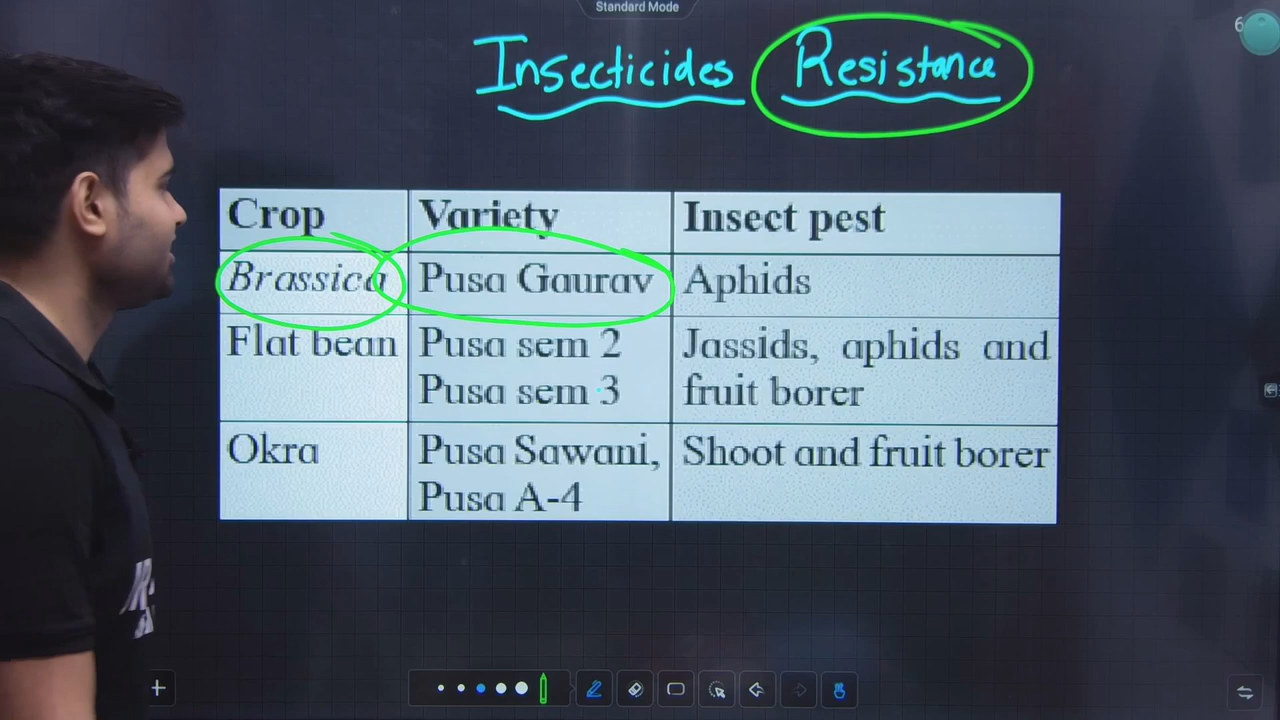 Standard Mode
6
Insecticides Resistance
Crop Variety Insect pest
Brassica Pusa Gaurav Aphids
Flat bean Pusa sem 2 Jassids, aphids and
Pusa sem 3 fruit borer
Okra Pusa Sawani, Shoot and fruit borer
Pusa A-4